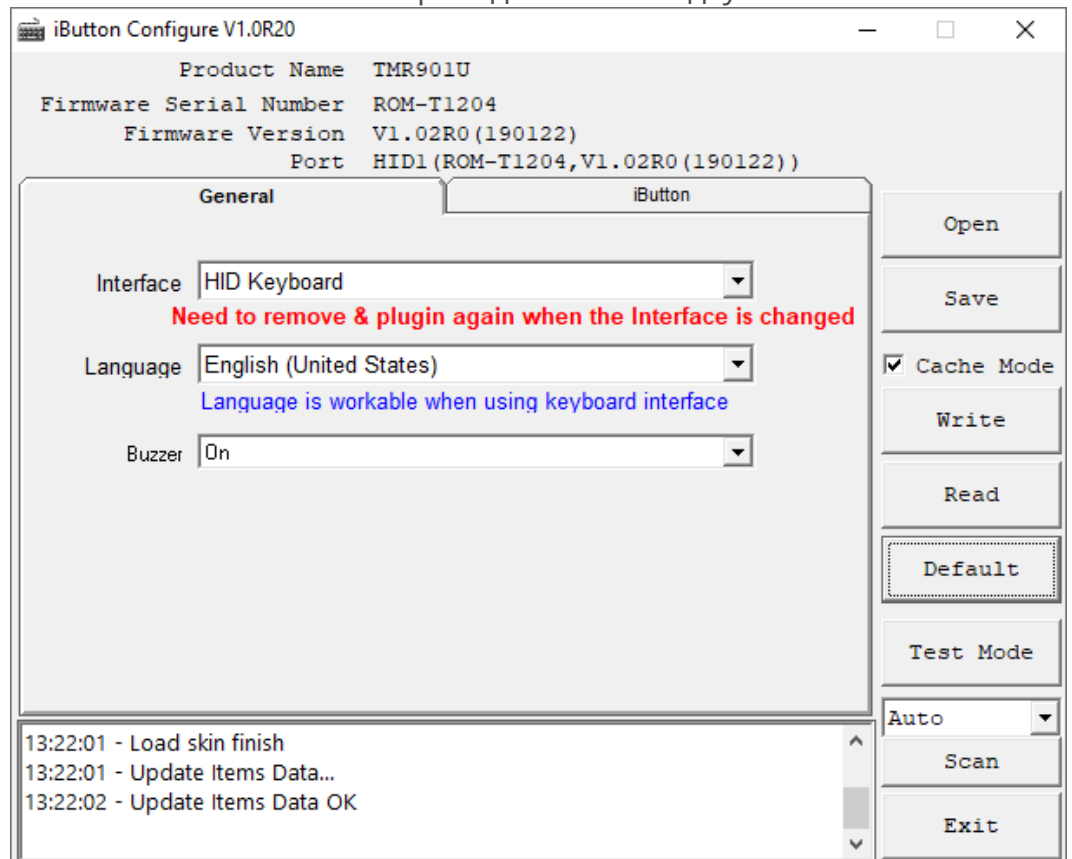 iButton Configure V1.0R20
Product Name TMR901U
Firmware Serial Number ROM-T1204
Firmware Version V1.02R0(190122)
Port HID1(ROM-T1204,V1.02R0(190122))
General iButton
Interface HID Keyboard
Need to remove & plugin again when the Interface is changed
Language English (United States)
Language is workable when using keyboard interface
Buzzer On
Open
Save
Cache Mode
Write
Read
Default
Test Mode
Auto
Scan
Exit
13:22:01 - Load skin finish
13:22:01 - Update Items Data...
13:22:02 - Update Items Data OK